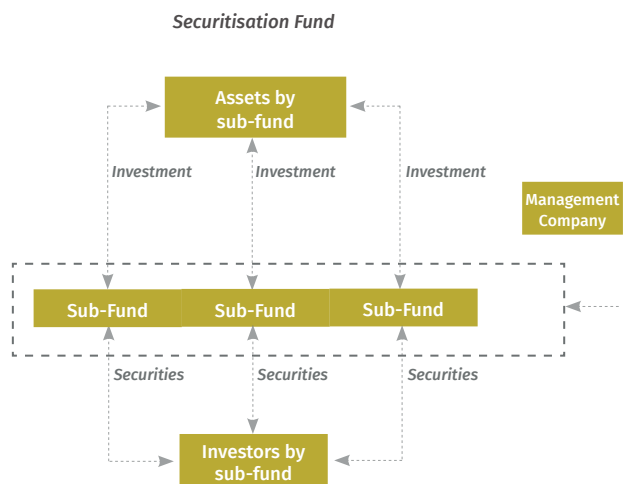 Securitisation Fund
Assets by
sub-fund
Investment
Investment
Investment
Management
Company
Sub-Fund
Sub-Fund
Sub-Fund
Securities
Securities
Securities
Investors by
sub-fund